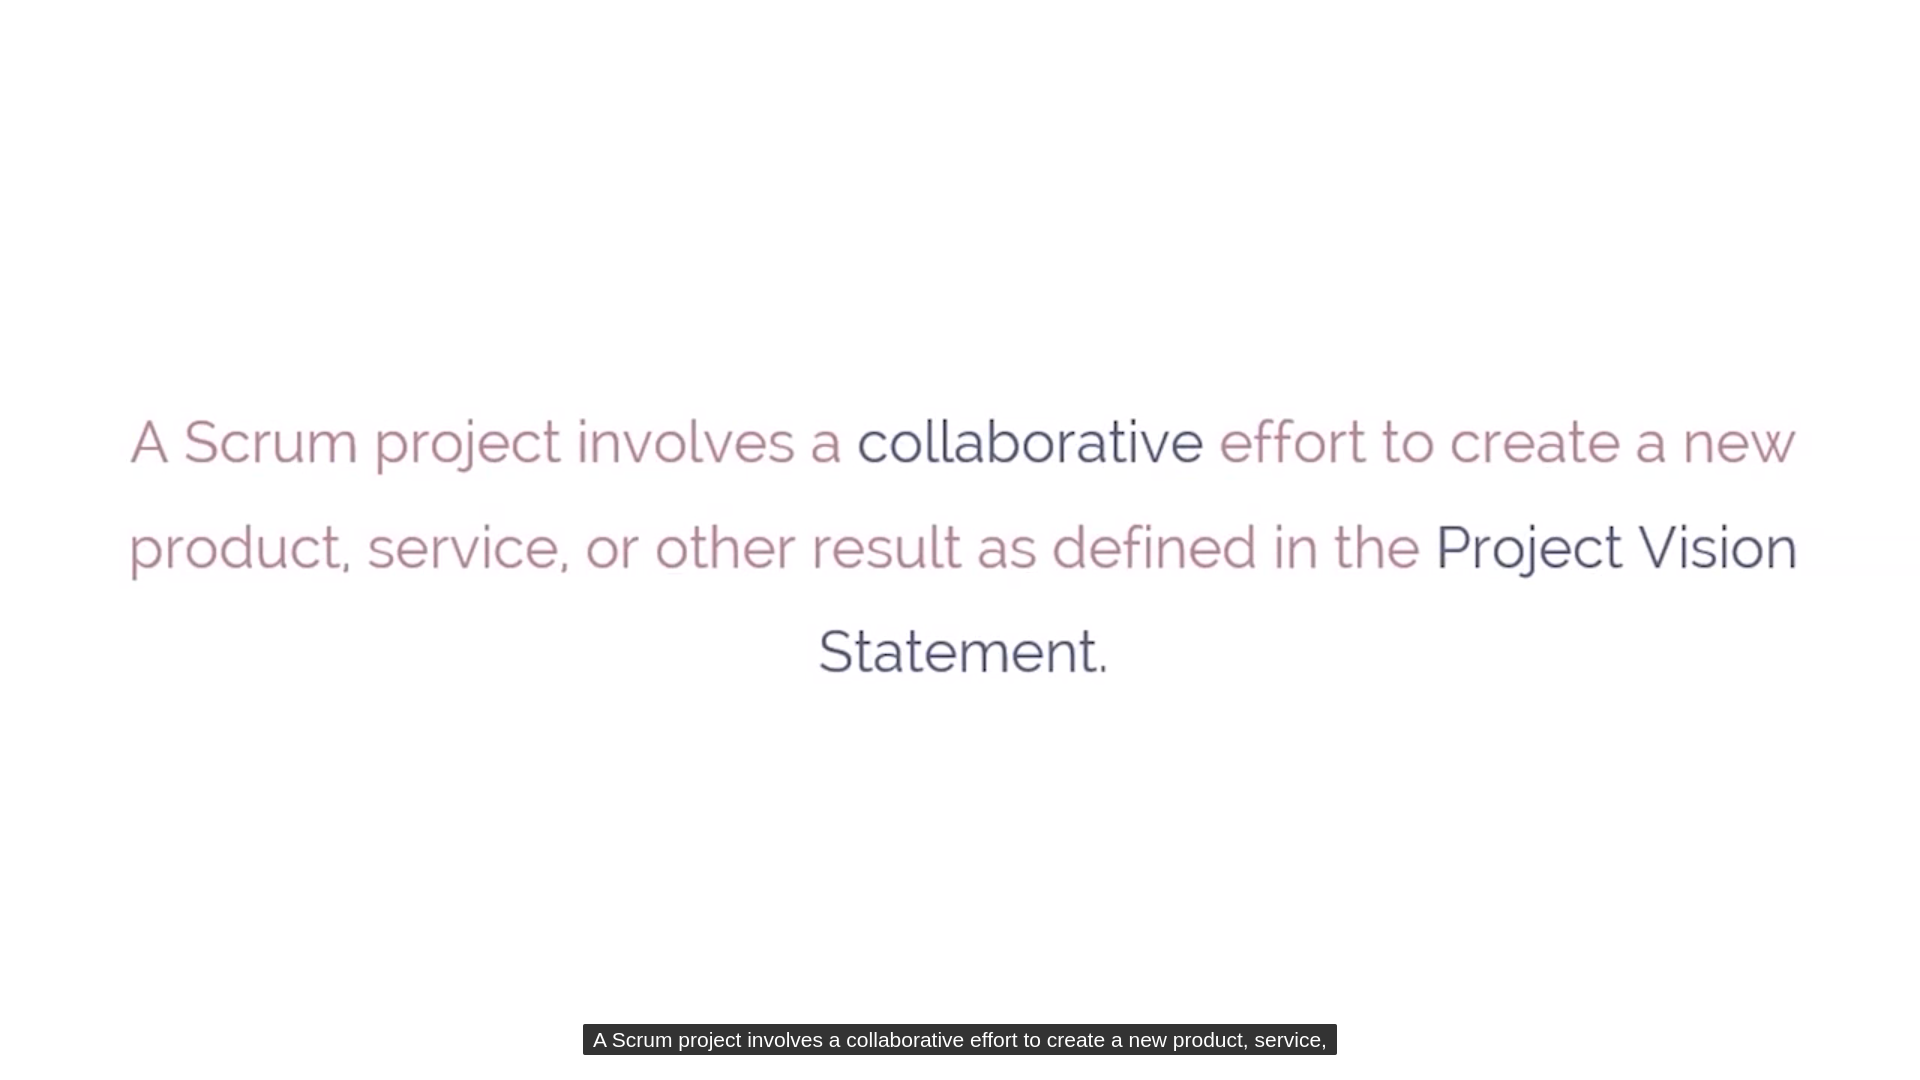 A Scrum project involves a collaborative effort to create a new
product, service, or other result as defined in the Project Vision
Statement.
A Scrum project involves a collaborative effort to create a new product, service,